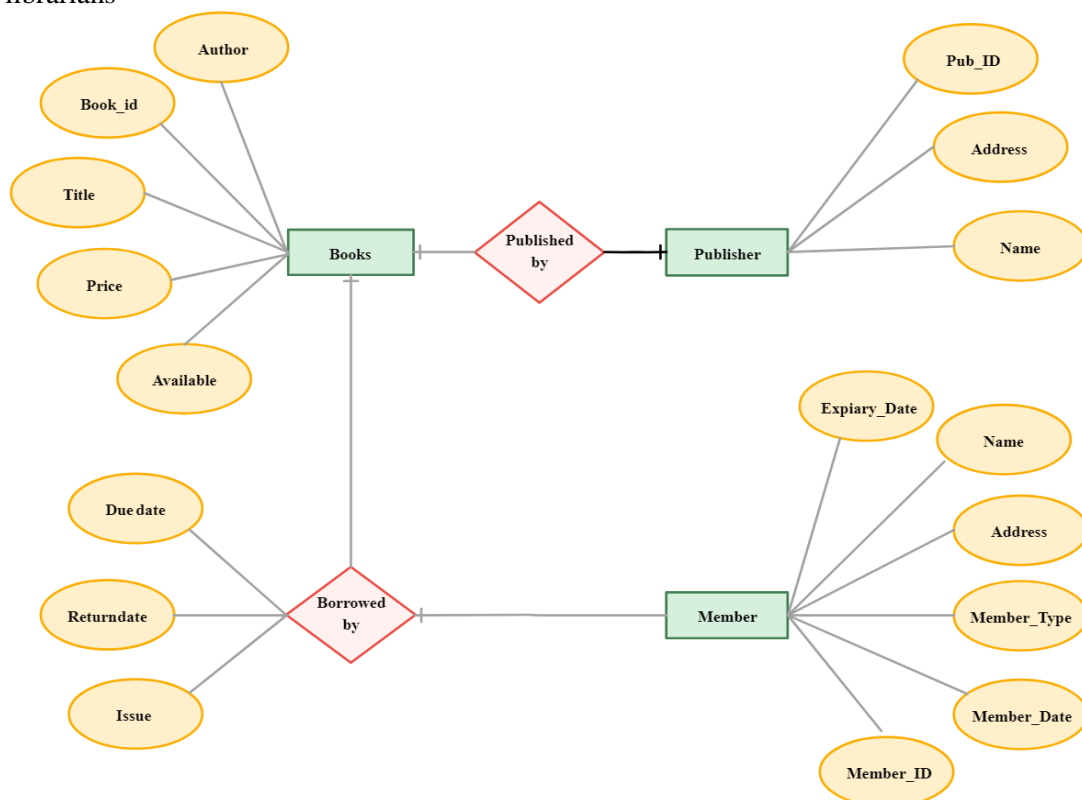 librarians
Author
Book_id
Title
Price
Available
Books
Published
by
Publisher
Pub_ID
Address
Name
Due date
Returndate
Issue
Borrowed
by
Member
Expiary_Date
Name
Address
Member_Type
Member_Date
Member_ID